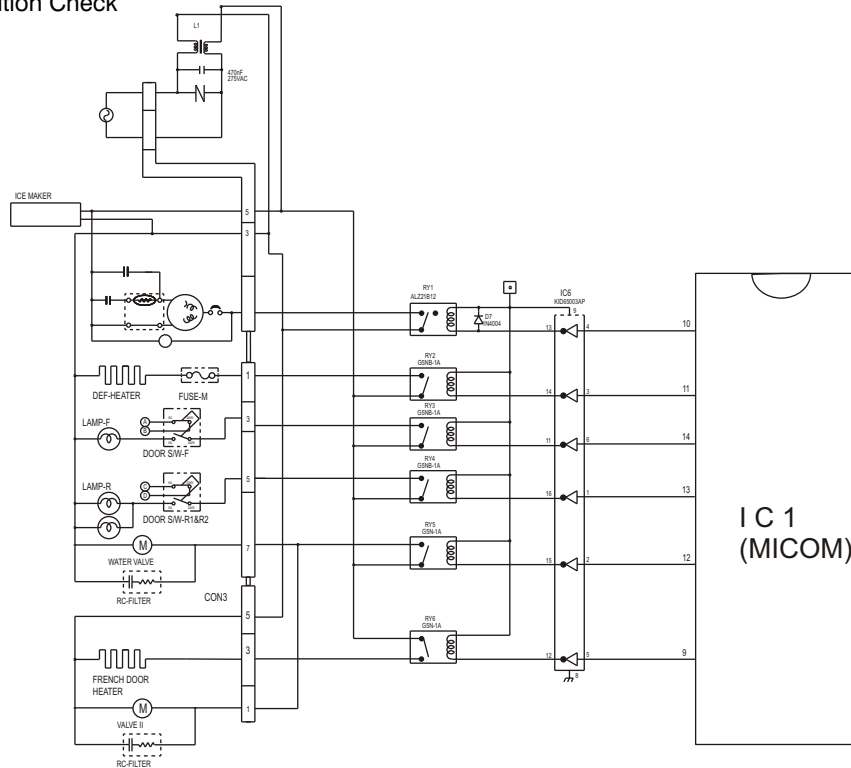 ition Check
L1
470nF
275VAC
ICE MAKER
5
3
RY1
ALZ21B12
D7
IN4004
IC6
KID65003AP
9
13
4
10
1
DEF-HEATER
FUSE-M
RY2
G5NB-1A
14
3
11
LAMP-F
A
B
DOOR S/W-F
3
RY3
G5NB-1A
11
6
14
LAMP-R
C
D
DOOR S/W-R1&R2
5
RY4
G5NB-1A
16
1
13
I C 1
(MICOM)
M
WATER VALVE
7
RY5
G5N-1A
15
2
12
RC-FILTER
CON3
5
RY6
G5N-1A
12
5
9
8
FRENCH DOOR
HEATER
3
M
VALVE II
1
RC-FILTER